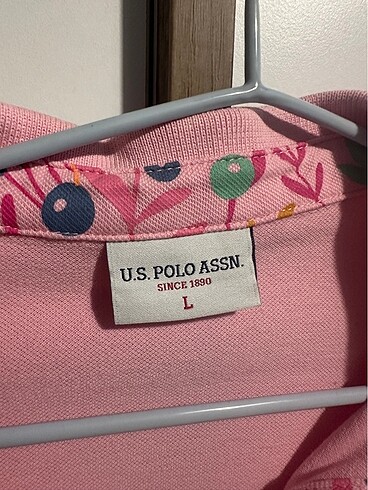 U.S. POLO ASSN.
SINCE 1890
L